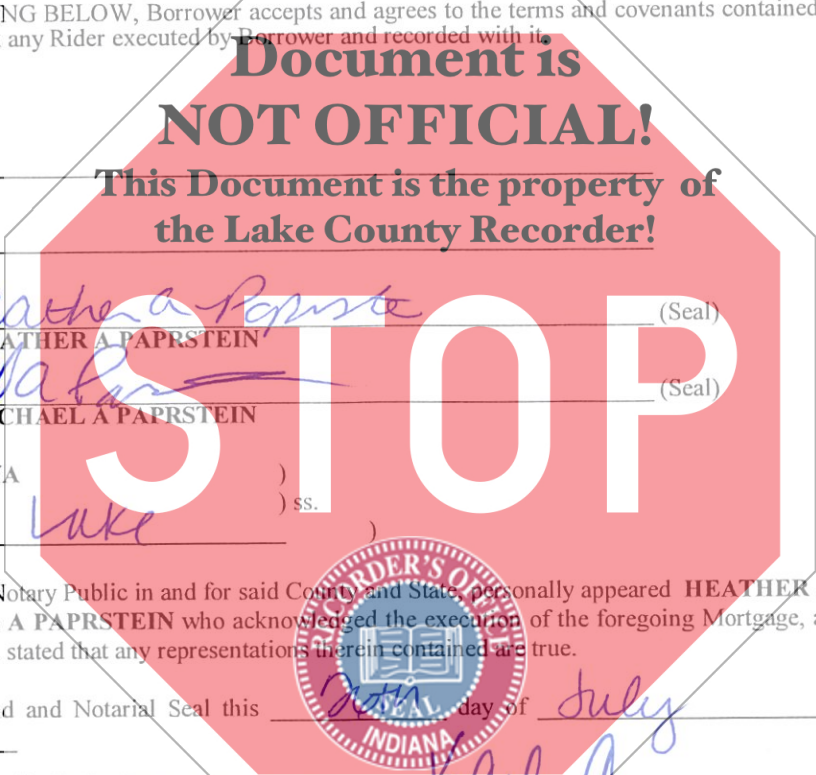 NG BELOW, Borrower accepts and agrees to the terms and covenants contained
any Rider executed by Borrower and recorded with it.
Document is
NOT OFFICIAL!
This Document is the property of
the Lake County Recorder!
STOP
ather A Paprste (Seal)
ATHER A PAPRSTEIN
(Seal)
CHAEL A PAPRSTEIN
A )
Lake ) ss.
)
Notary Public in and for said County and State, personally appeared HEATHER
A PAPRSTEIN who acknowledged the execution of the foregoing Mortgage, a
stated that any representations therein contained are true.
RECORDER'S OFFICE
SEAL
INDIANA
d and Notarial Seal this 20th day of July